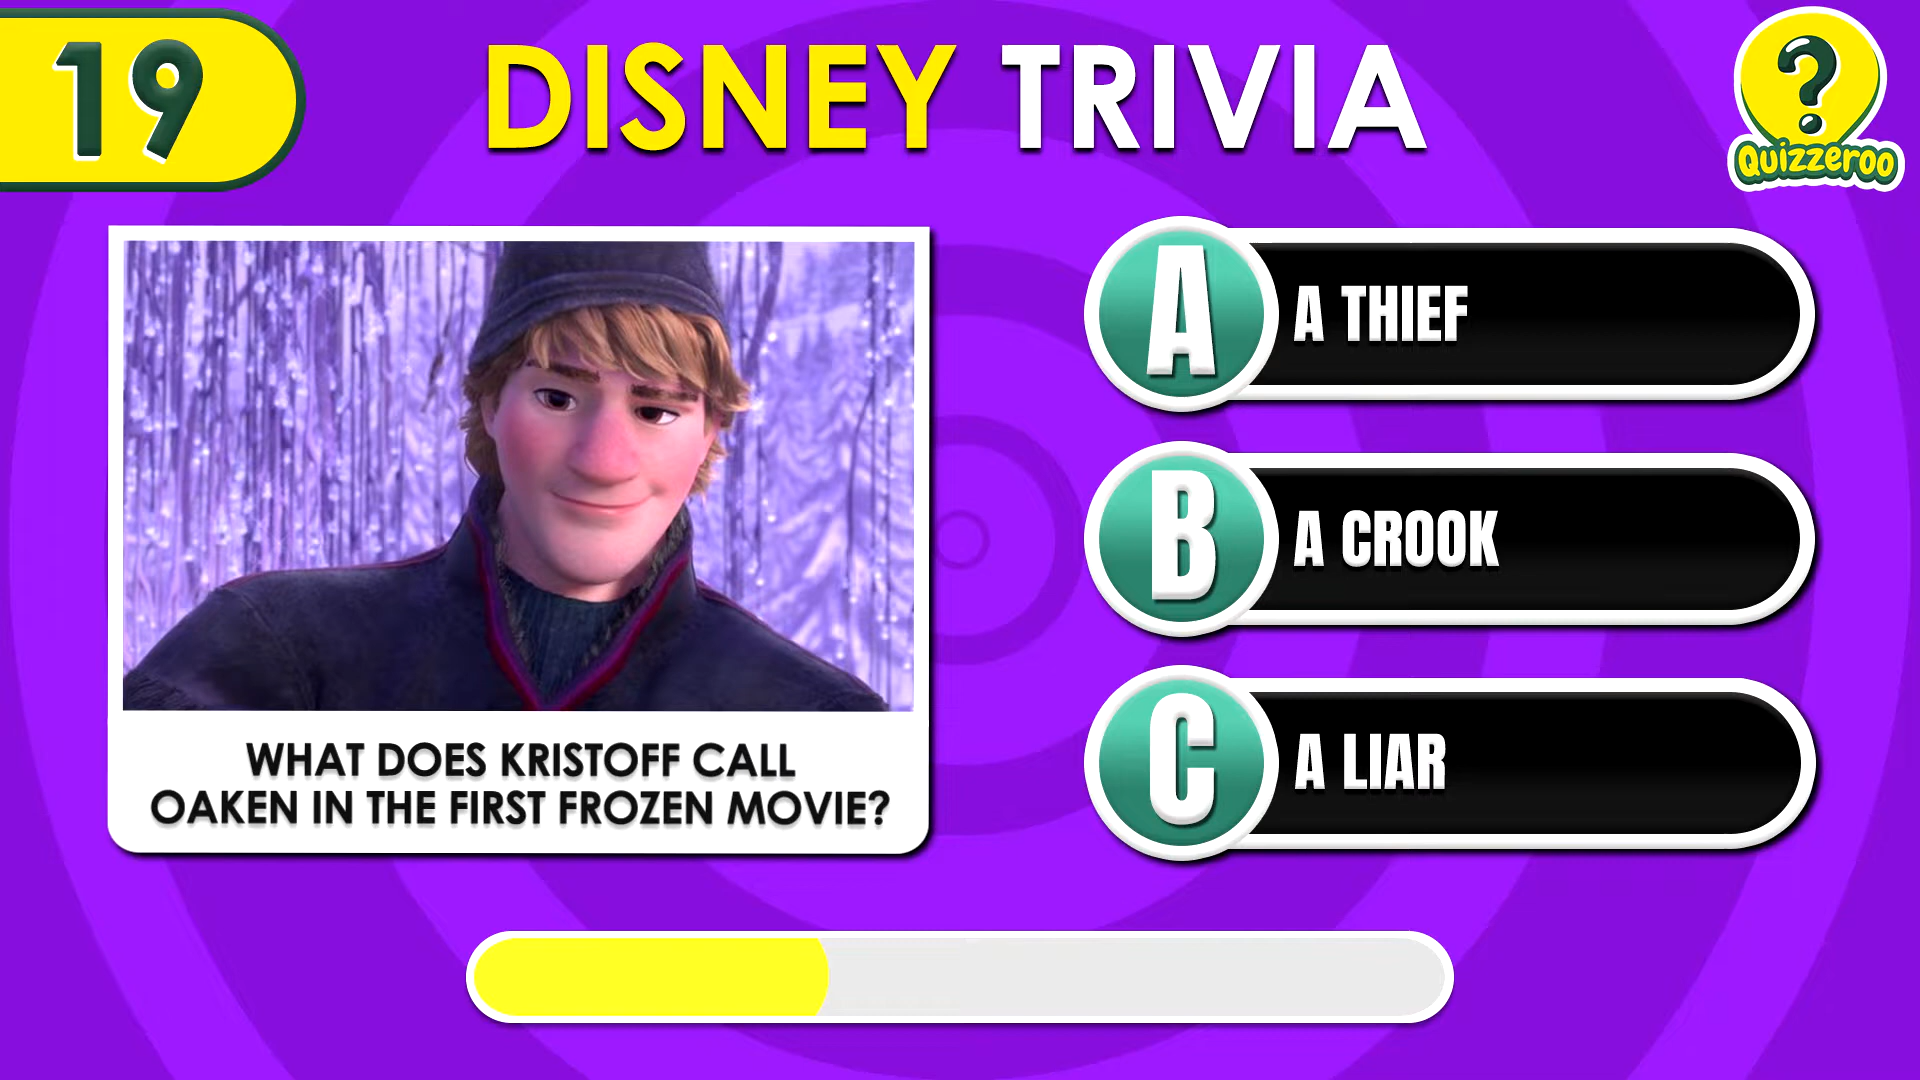 19
DISNEY TRIVIA
?
Quizzeroo
WHAT DOES KRISTOFF CALL
OAKEN IN THE FIRST FROZEN MOVIE?
A A THIEF
B A CROOK
C A LIAR